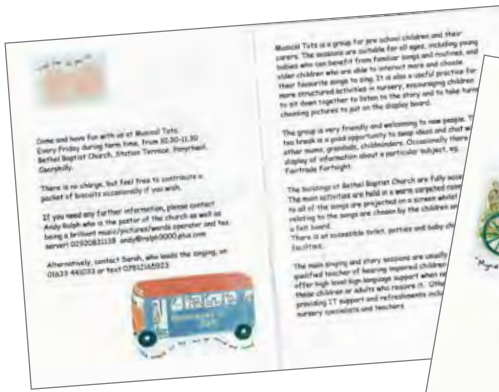 Come and have fun with us at Musical Tots.
Every Friday during term time, from 10.30-11.30
Bethel Baptist Church, Station Terrace, Penyrheol,
Caerphilly.
There is no charge, but feel free to contribute a
packet of biscuits occasionally if you wish.
If you need any further information, please contact
Andy Ralph who is the pastor of the church as well as
being a brilliant music/pictures/words operator and tea
server! 02920831118 andy@ralph9000.plus.com
Alternatively, contact Sarah, who leads the singing, on
01633 441033 or text 07812165923
Musical Tots is a group for pre school children and their
carers. The sessions are suitable for all ages, including young
babies who can benefit from familiar songs and routines, and
older children who are able to interact more and choose
their favourite songs to sing. It is also a useful practice for
more structured activities in nursery, encouraging children
to sit down together to listen to the story and to take turns
choosing pictures to put on the display board.
The group is very friendly and welcoming to new people.
tea break is a good opportunity to swap ideas and chat
other mums, grandads, childminders. Occasionally there
display of information about a particular subject, eg.
Fairtrade Fortnight.
The buildings at Bethel Baptist Church are fully
The main activities are held in a warm carpeted
to all of the songs are projected on a screen whilst
relating to the songs are chosen by the children
a felt board.
There is an accessible toilet, potties and baby
facilities.
The main singing and story sessions are usually
qualified teacher of hearing impaired children
offer high level sign language support when
these children or adults who require it.
providing IT support and refreshments
nursery specialists and teachers